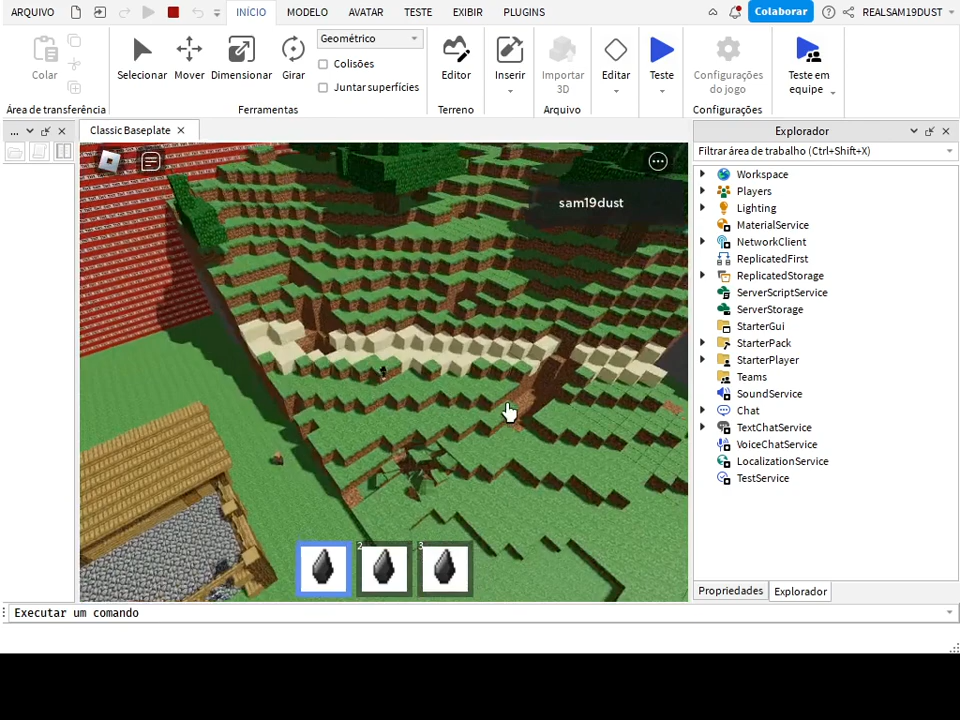 ARQUIVO INÍCIO MODELO AVATAR TESTE EXIBIR PLUGINS Colaborar REALSAM19DUST
Colar Selecionar Mover Dimensionar Girar Geométrico Editor Inserir Importar 3D Editar Teste Configurações do jogo Teste em equipe
Colisões
Juntar superfícies
Área de transferência Ferramentas Terreno Arquivo Configurações
... Classic Baseplate Explorador
Filtrar área de trabalho (Ctrl+Shift+X)
sam19dust
Workspace
Players
Lighting
MaterialService
NetworkClient
ReplicatedFirst
ReplicatedStorage
ServerScriptService
ServerStorage
StarterGui
StarterPack
StarterPlayer
Teams
SoundService
Chat
TextChatService
VoiceChatService
LocalizationService
TestService
2 3
Propriedades Explorador
Executar um comando